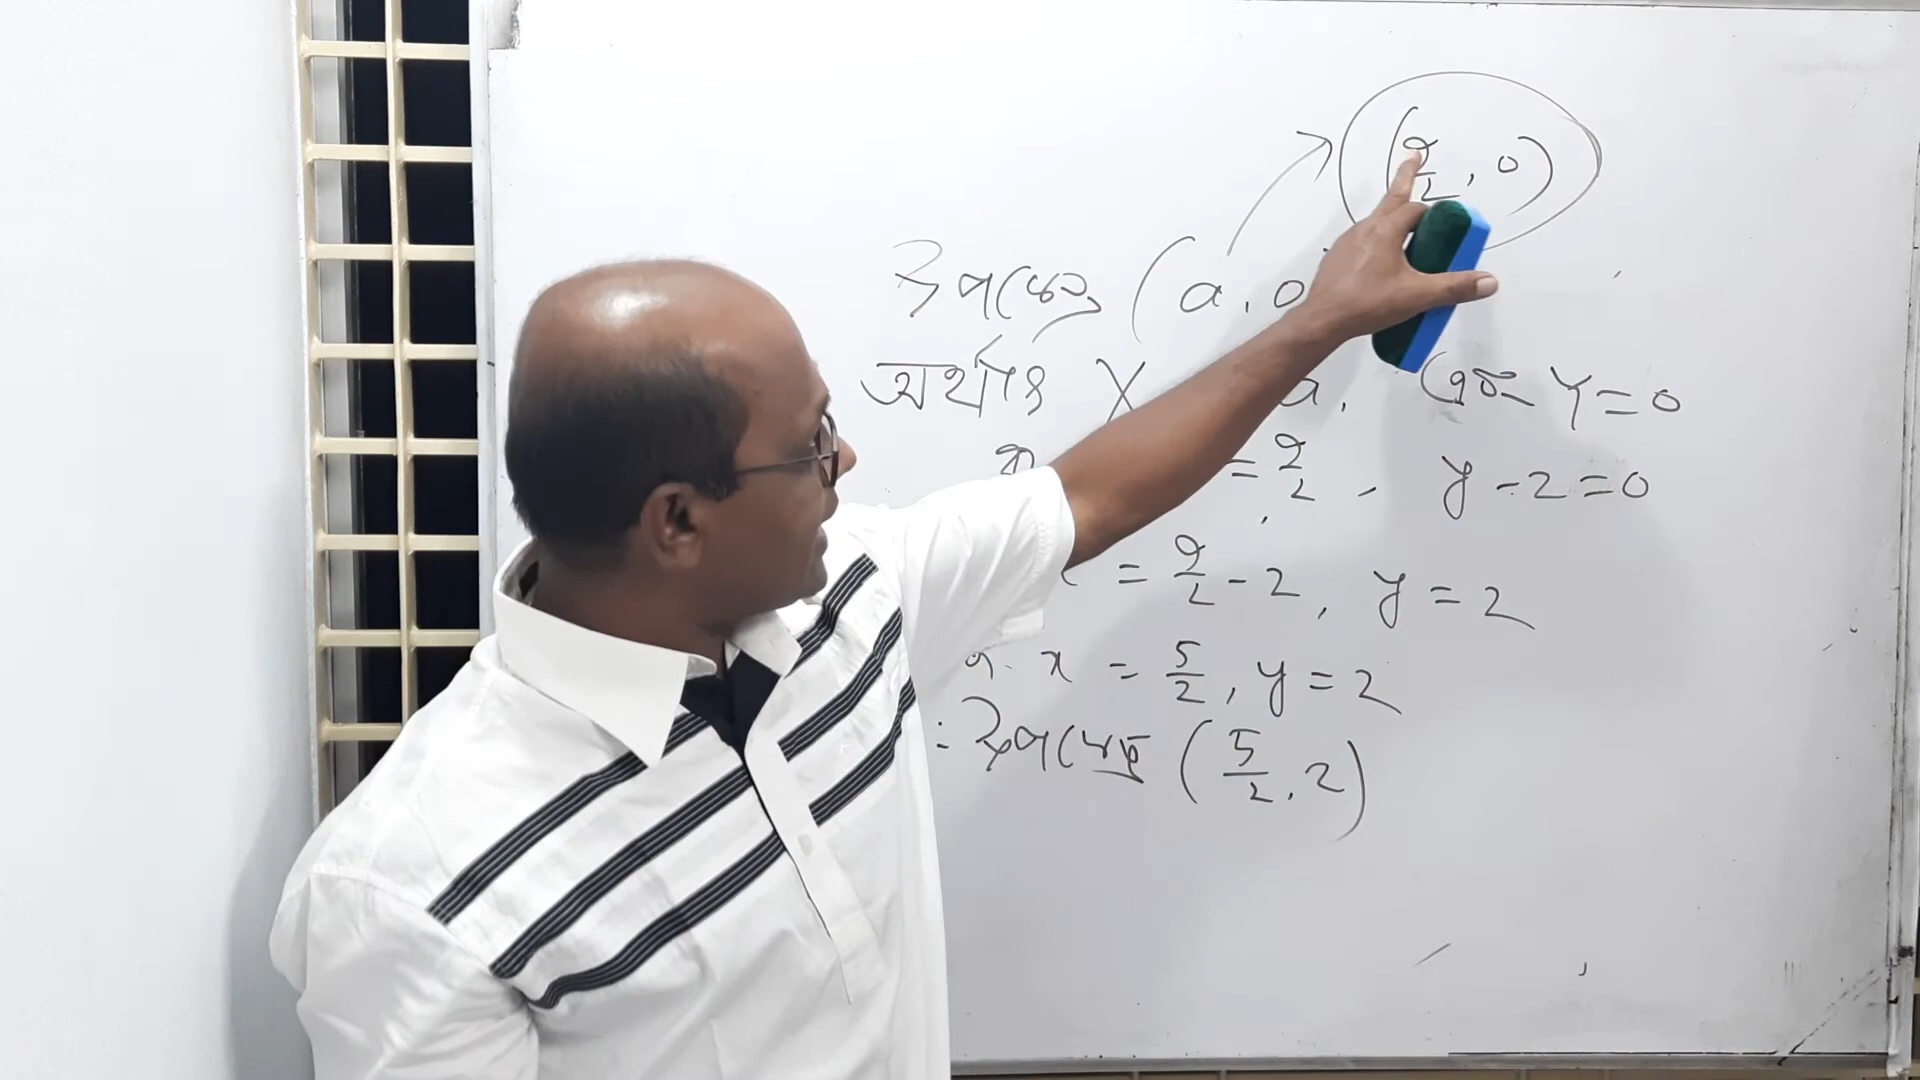 (9/2, 0)
উপকেন্দ্র (a, 0
অর্থাৎ X a, এবং Y=0
= 9/2, y-2=0
x = 9/2 - 2, y = 2
বা x = 5/2, y = 2
∴ উপকেন্দ্র (5/2, 2)